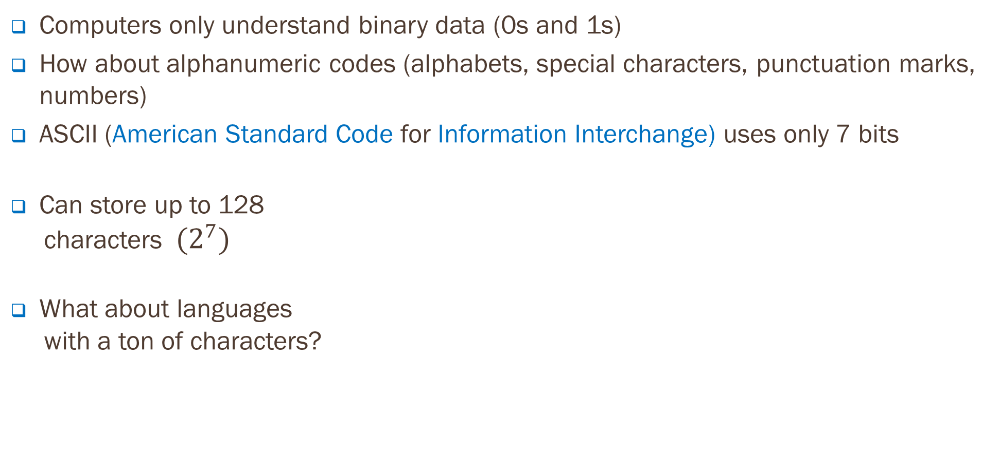 Computers only understand binary data (0s and 1s)
How about alphanumeric codes (alphabets, special characters, punctuation marks,
numbers)
ASCII (American Standard Code for Information Interchange) uses only 7 bits
Can store up to 128
characters (2⁷)
What about languages
with a ton of characters?